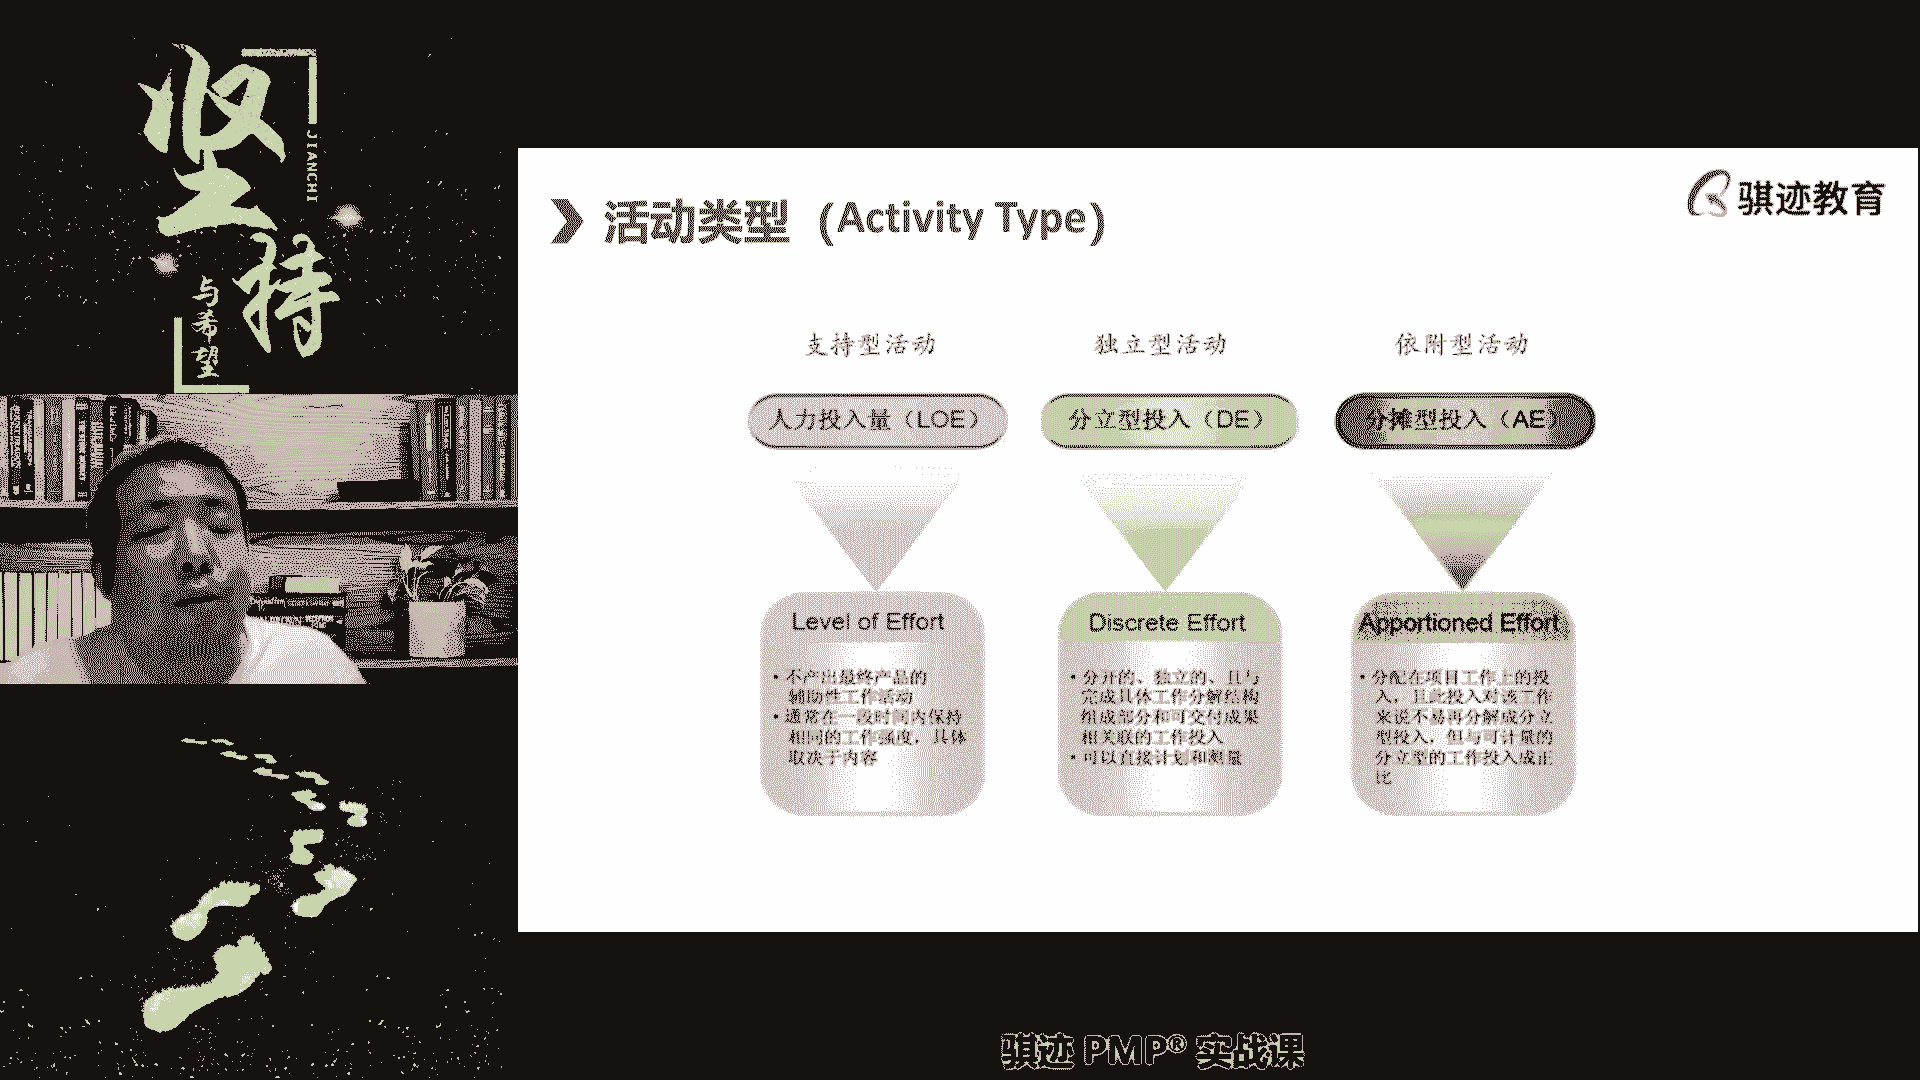 坚持
JIANCHI
与希望
骐迹教育
活动类型 (Activity Type)
支持型活动
独立型活动
依附型活动
人力投入量（LOE）
分立型投入（DE）
分摊型投入（AE）
Level of Effort
• 不产出最终产品的
辅助性工作活动
• 通常在一段时间内保持
相同的工作强度，具体
取决于内容
Discrete Effort
• 分开的、独立的、且与
完成具体工作分解结构
组成部分和可交付成果
相关联的工作投入
• 可以直接计划和测量
Apportioned Effort
• 分配在项目工作上的投
入，且此投入对该工作
来说不易再分解成分立
型投入，但与可计量的
分立型的工作投入成正
比
骐迹 PMP® 实战课